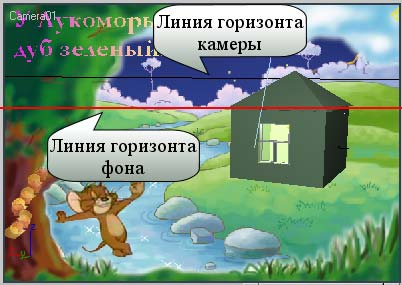 Camera01
У Лукоморь
дуб зеленый
Линия горизонта
камеры
Линия горизонта
фона